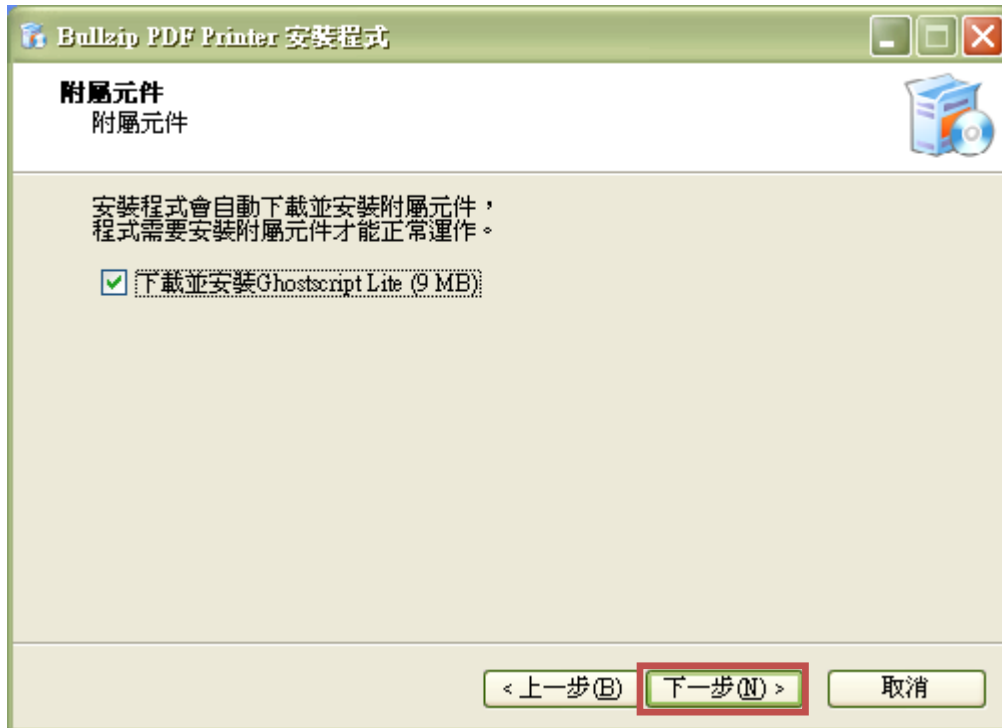 Bullzip PDF Printer 安裝程式
附屬元件
附屬元件
安裝程式會自動下載並安裝附屬元件，
程式需要安裝附屬元件才能正常運作。
下載並安裝Ghostscript Lite (9 MB)
< 上一步(B) 下一步(N) > 取消